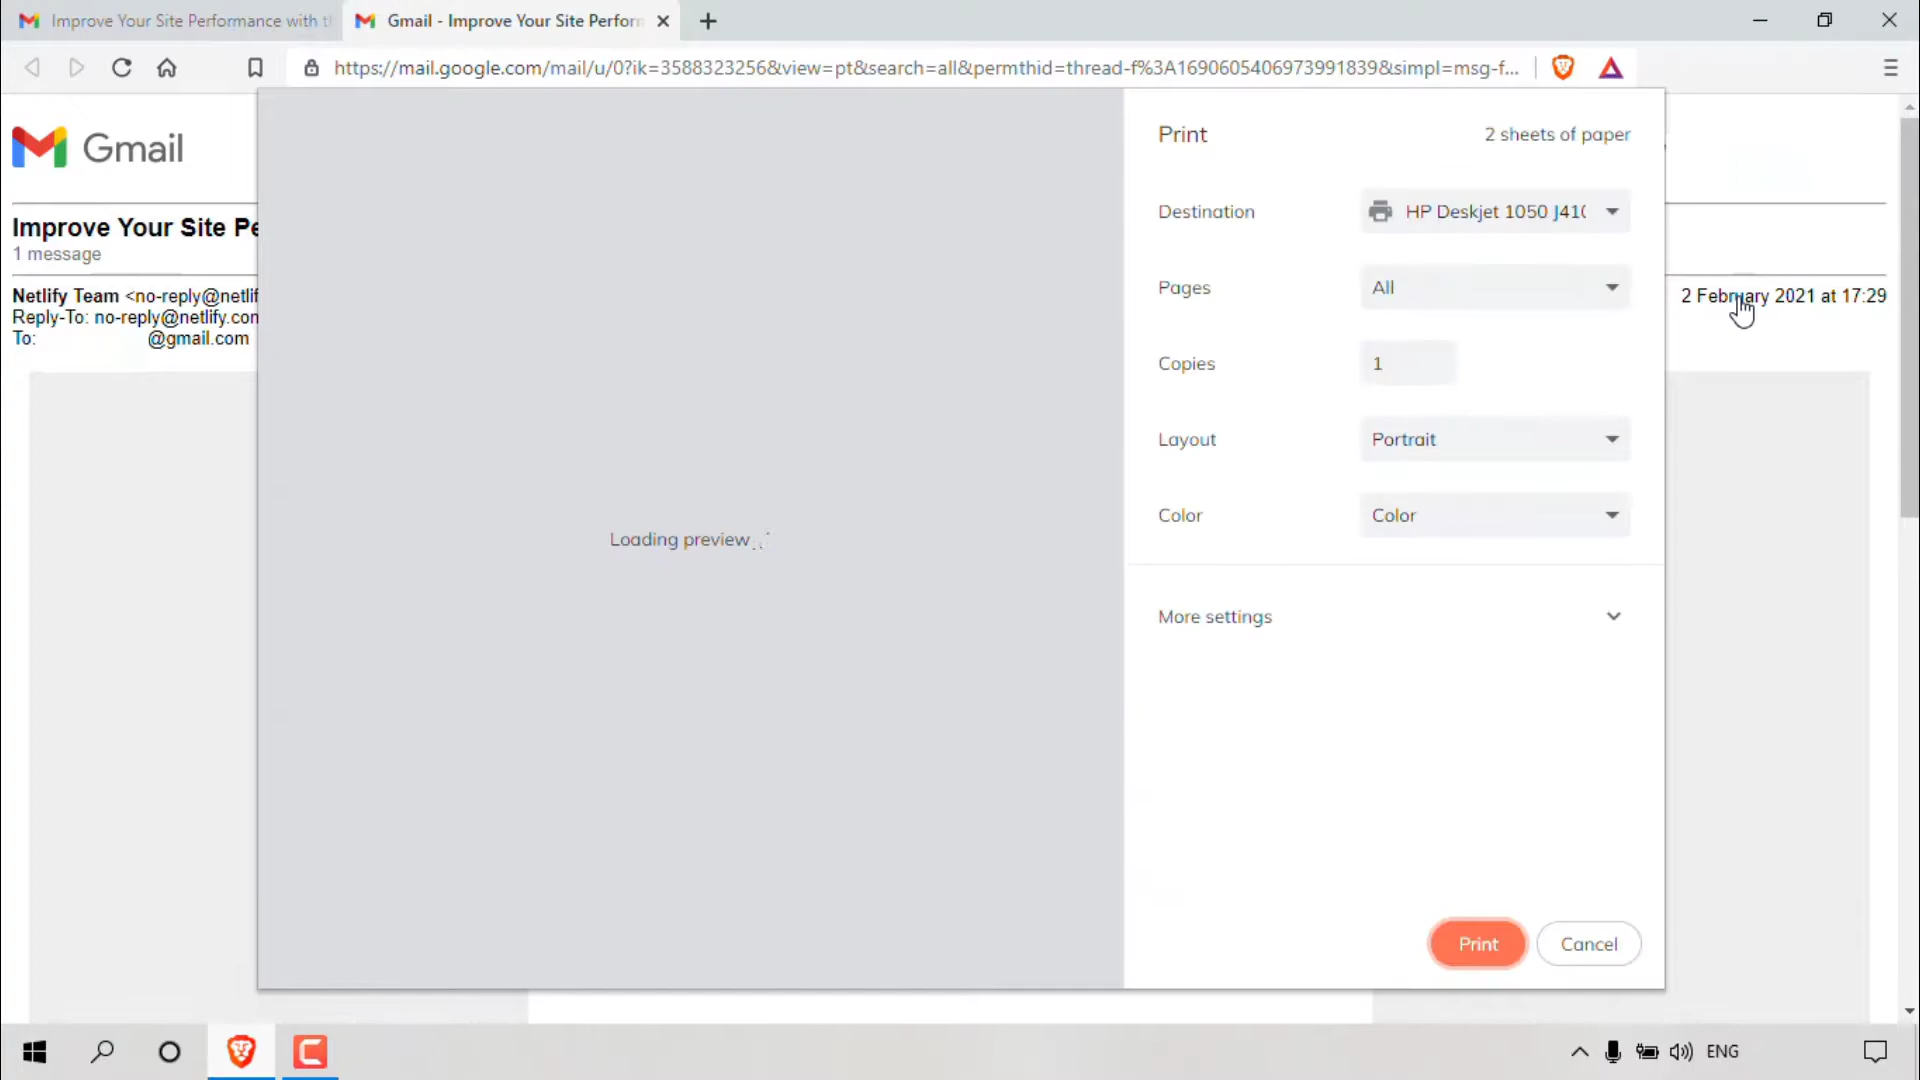 Improve Your Site Performance with t
Gmail - Improve Your Site Perforn
https://mail.google.com/mail/u/0?ik=3588323256&view=pt&search=all&permthid=thread-f%3A1690605406973991839&simpl=msg-f...
Gmail
Improve Your Site Pe
1 message
Netlify Team <no-reply@netlif
Reply-To: no-reply@netlify.con
To: @gmail.com
2 February 2021 at 17:29
Loading preview
Print
2 sheets of paper
Destination
HP Deskjet 1050 J410
Pages
All
Copies
1
Layout
Portrait
Color
Color
More settings
Print
Cancel
ENG